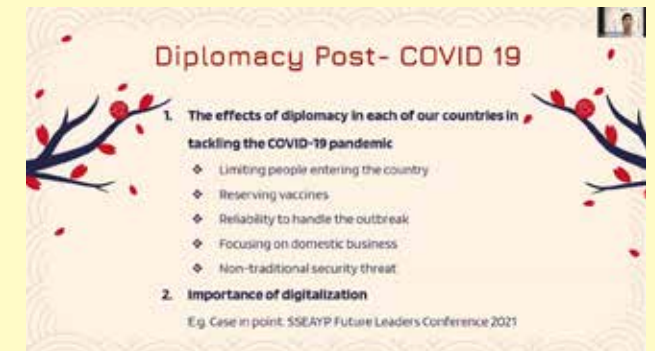 Diplomacy Post- COVID 19
1. The effects of diplomacy in each of our countries in
tackling the COVID-19 pandemic
❖ Limiting people entering the country
❖ Reserving vaccines
❖ Reliability to handle the outbreak
❖ Focusing on domestic business
❖ Non-traditional security threat
2. Importance of digitalization
E.g. Case in point: SSEAYP Future Leaders Conference 2021